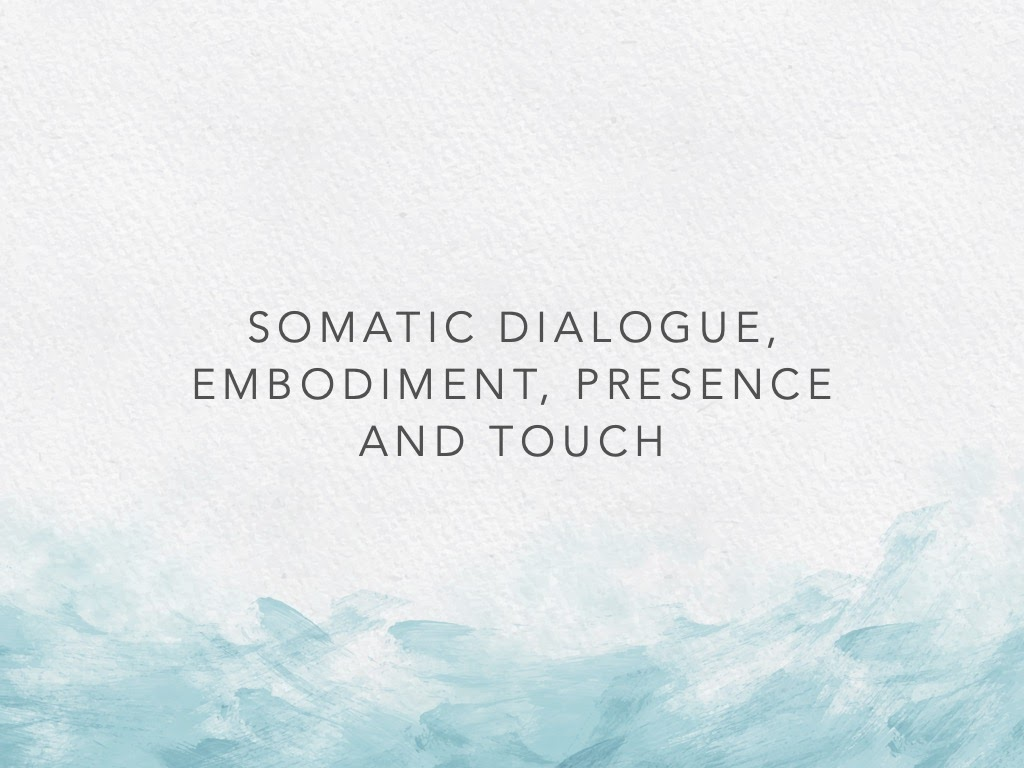 SOMATIC DIALOGUE,
EMBODIMENT, PRESENCE
AND TOUCH